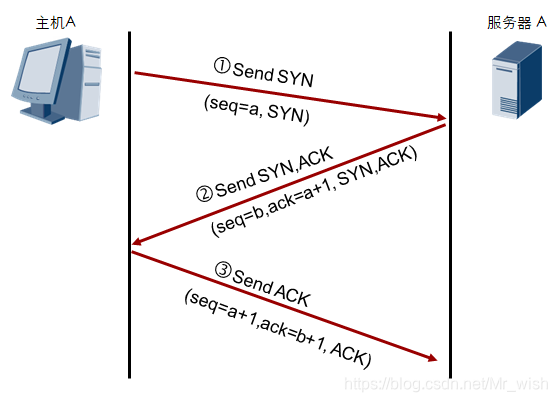 主机A
服务器 A
①Send SYN
(seq=a, SYN)
②Send SYN,ACK
(seq=b,ack=a+1, SYN,ACK)
③Send ACK
(seq=a+1,ack=b+1, ACK)
https://blog.csdn.net/Mr_wish